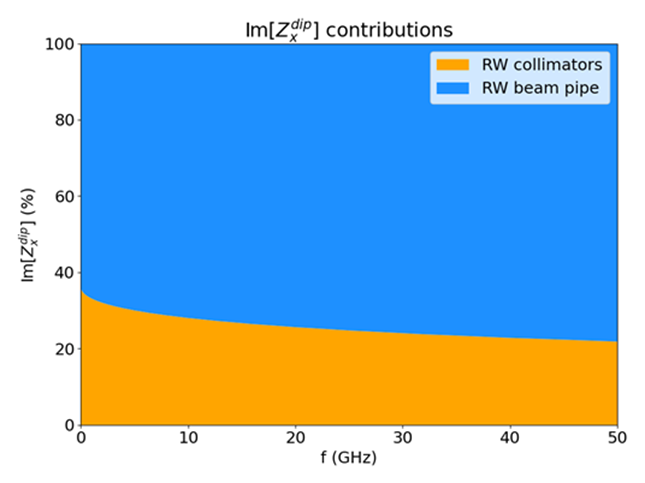 Im[Z_x^{dip}] contributions
RW collimators
RW beam pipe
Im[Z_x^{dip}] (%)
100
80
60
40
20
0
0 10 20 30 40 50
f (GHz)